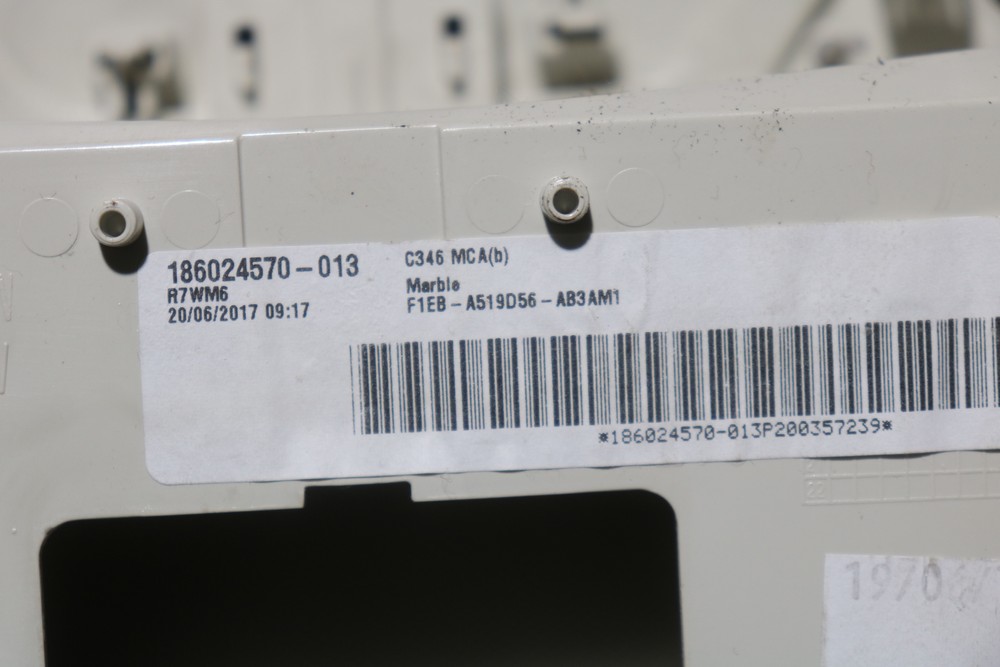 186024570-013
R7WM6
20/06/2017 09:17
C346 MCA(b)
Marble
F1EB-A519D56-AB3AM1
*186024570-013P200357239*